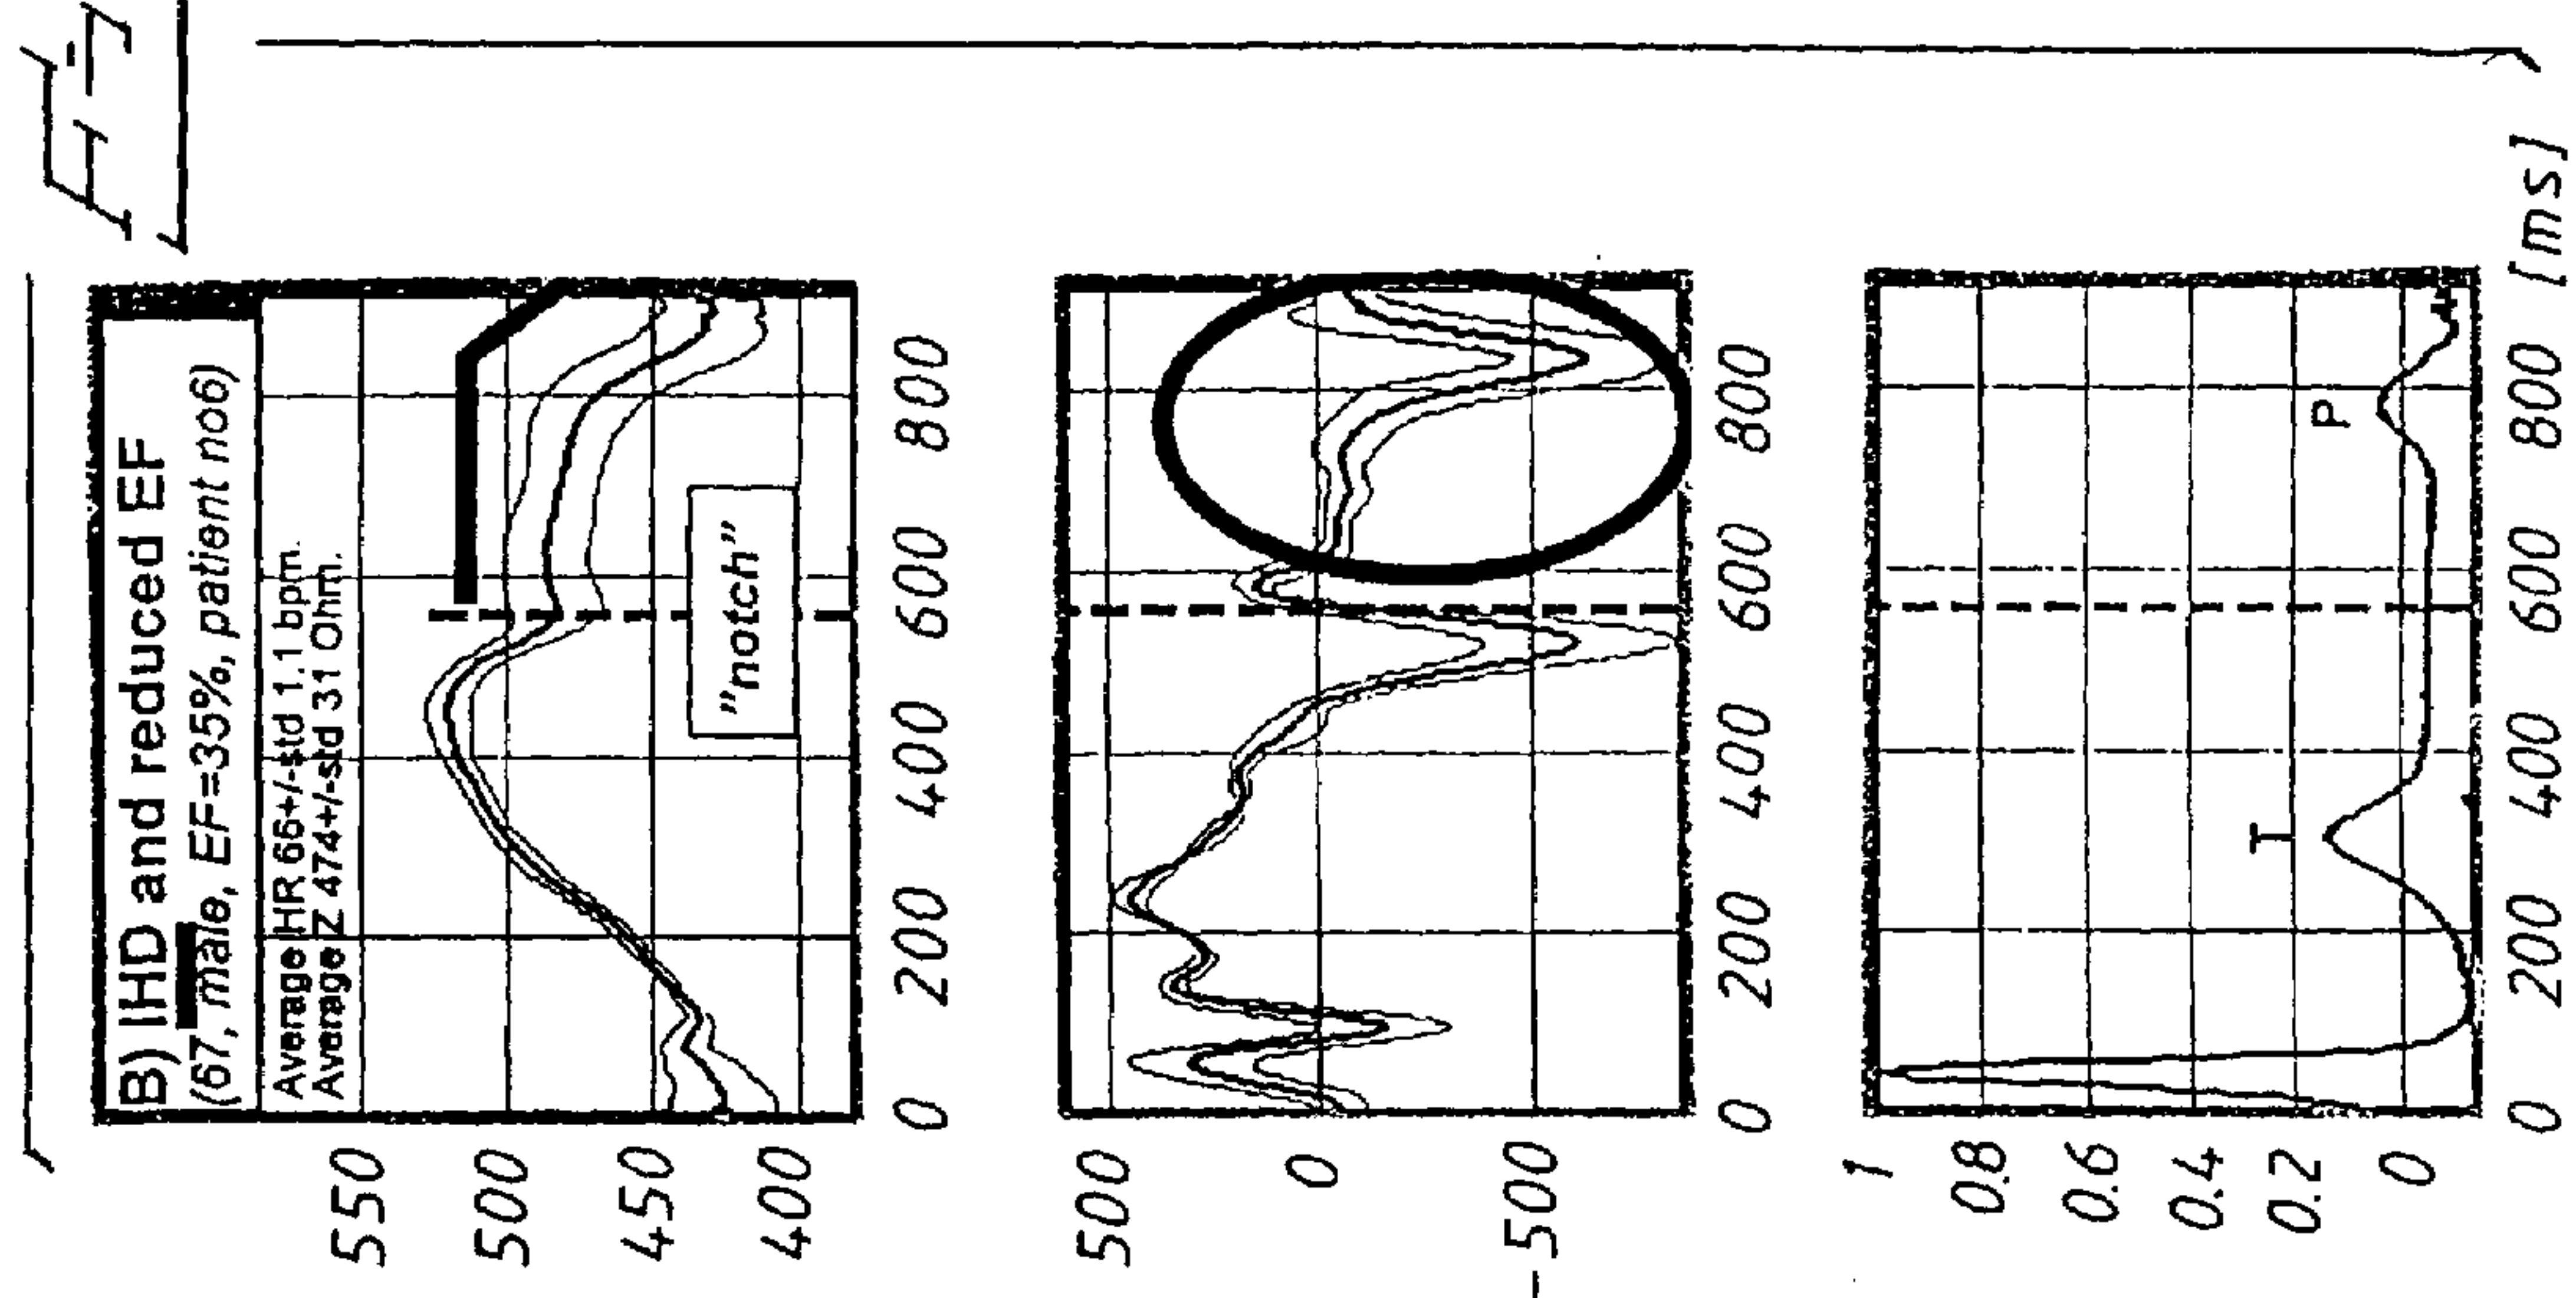 B) IHD and reduced EF
(67, male, EF=35%, patient no6)
Average HR 66+/-std 1.1 bpm.
Average Z 474+/-std 31 Ohm.
550
500
450
400
"notch"
0 200 400 600 800
500
0
-500
0 200 400 600 800
1
0.8
0.6
0.4
0.2
0
T
P
0 200 400 600 800 [ms]